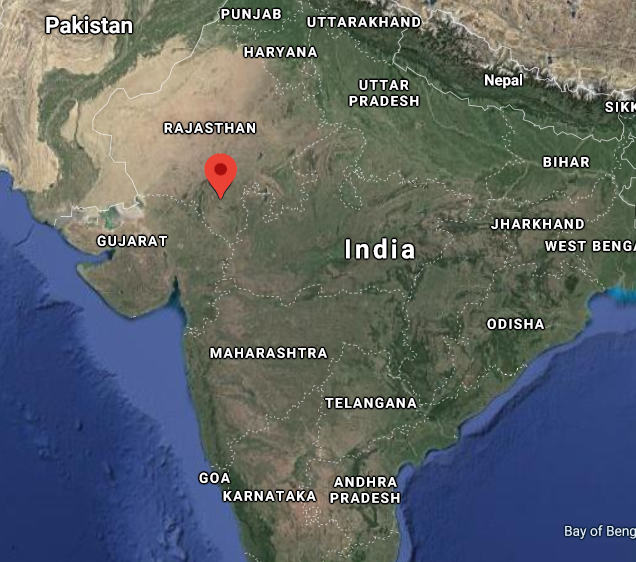 PUNJAB
Pakistan
UTTARAKHAND
HARYANA
Nepal
UTTAR
PRADESH
SIKK
RAJASTHAN
BIHAR
JHARKHAND
GUJARAT
WEST BENGA
India
ODISHA
MAHARASHTRA
TELANGANA
GOA
ANDHRA
PRADESH
KARNATAKA
Bay of Beng